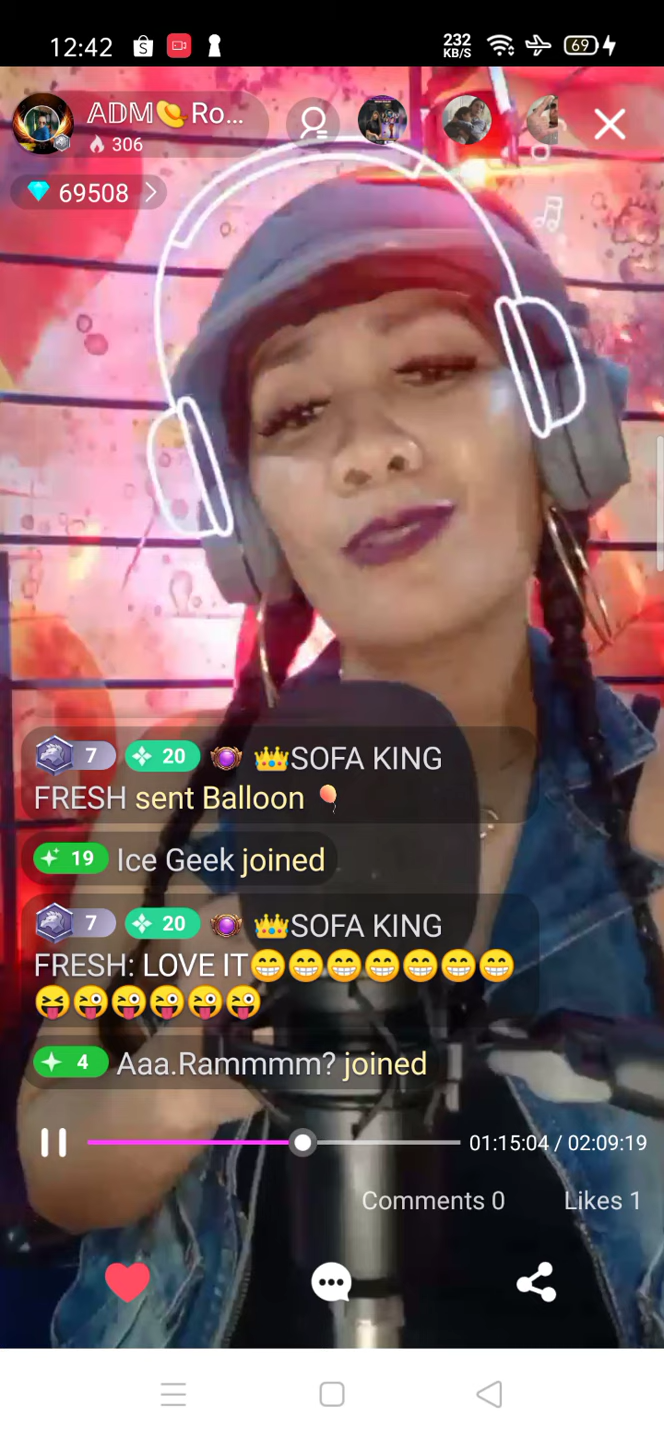 12:42
232
KB/S
69
𝔸𝔻𝕄👒Ro...
306
69508
7 20 👑SOFA KING
FRESH sent Balloon 🎈
19 Ice Geek joined
7 20 👑SOFA KING
FRESH: LOVE IT😁😁😁😁😁😁😁
😝😜😜😜😜😜
4 Aaa.Rammmm? joined
01:15:04 / 02:09:19
Comments 0 Likes 1